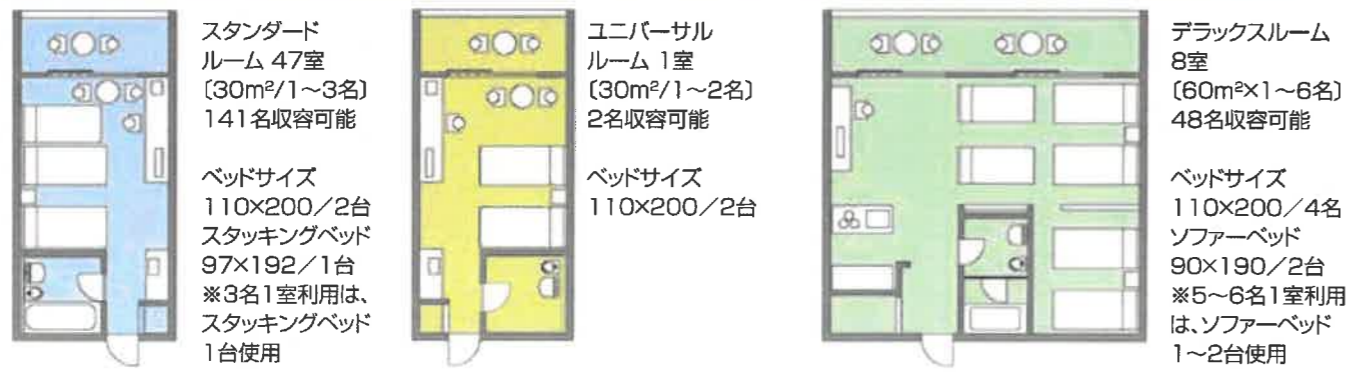 スタンダード
ルーム 47室
〔30m²/1〜3名〕
141名収容可能
ベッドサイズ
110×200／2台
スタッキングベッド
97×192／1台
※3名1室利用は、
スタッキングベッド
1台使用
ユニバーサル
ルーム 1室
〔30m²/1〜2名〕
2名収容可能
ベッドサイズ
110×200／2台
デラックスルーム
8室
〔60m²×1〜6名〕
48名収容可能
ベッドサイズ
110×200／4名
ソファーベッド
90×190／2台
※5〜6名1室利用
は、ソファーベッド
1〜2台使用